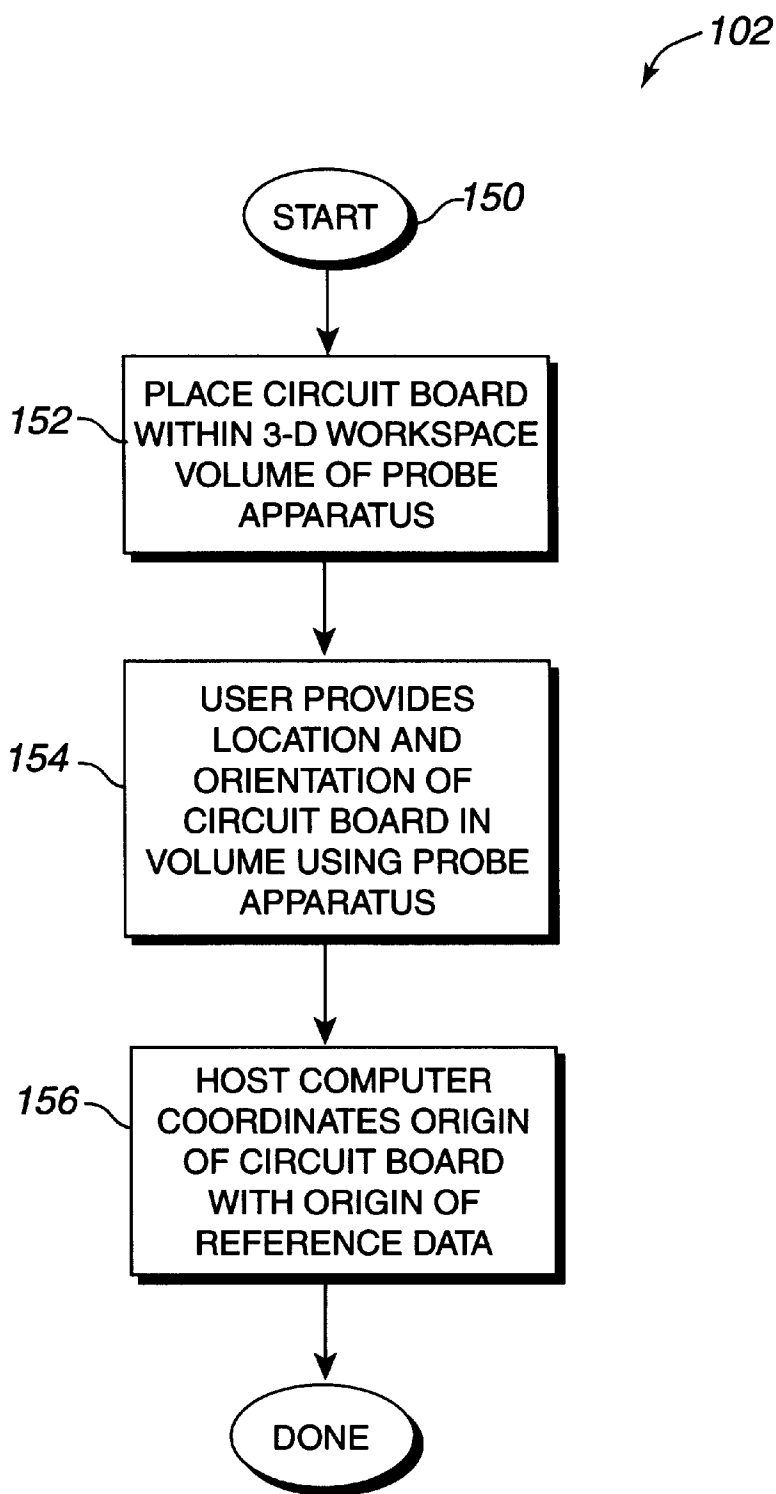 102
START
150
152
PLACE CIRCUIT BOARD
WITHIN 3-D WORKSPACE
VOLUME OF PROBE
APPARATUS
154
USER PROVIDES
LOCATION AND
ORIENTATION OF
CIRCUIT BOARD IN
VOLUME USING PROBE
APPARATUS
156
HOST COMPUTER
COORDINATES ORIGIN
OF CIRCUIT BOARD
WITH ORIGIN OF
REFERENCE DATA
DONE